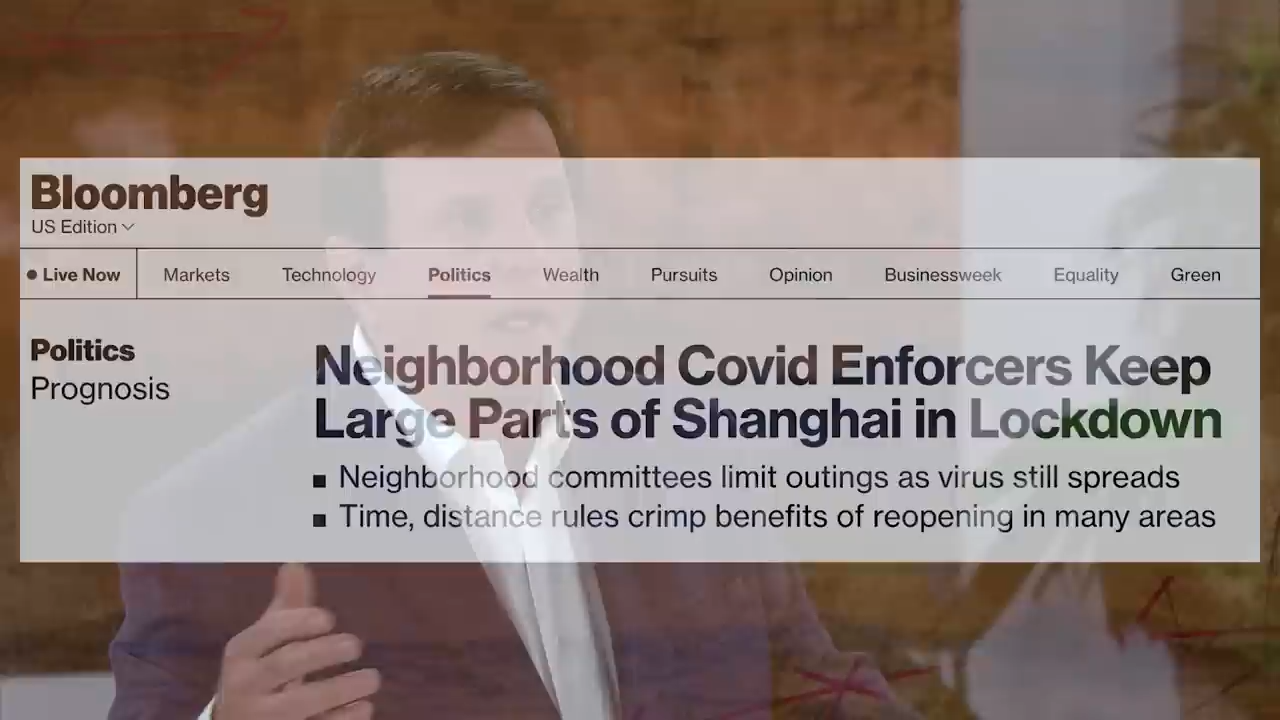 Bloomberg
US Edition
Live Now Markets Technology Politics Wealth Pursuits Opinion Businessweek Equality Green
Politics
Prognosis
Neighborhood Covid Enforcers Keep
Large Parts of Shanghai in Lockdown
Neighborhood committees limit outings as virus still spreads
Time, distance rules crimp benefits of reopening in many areas